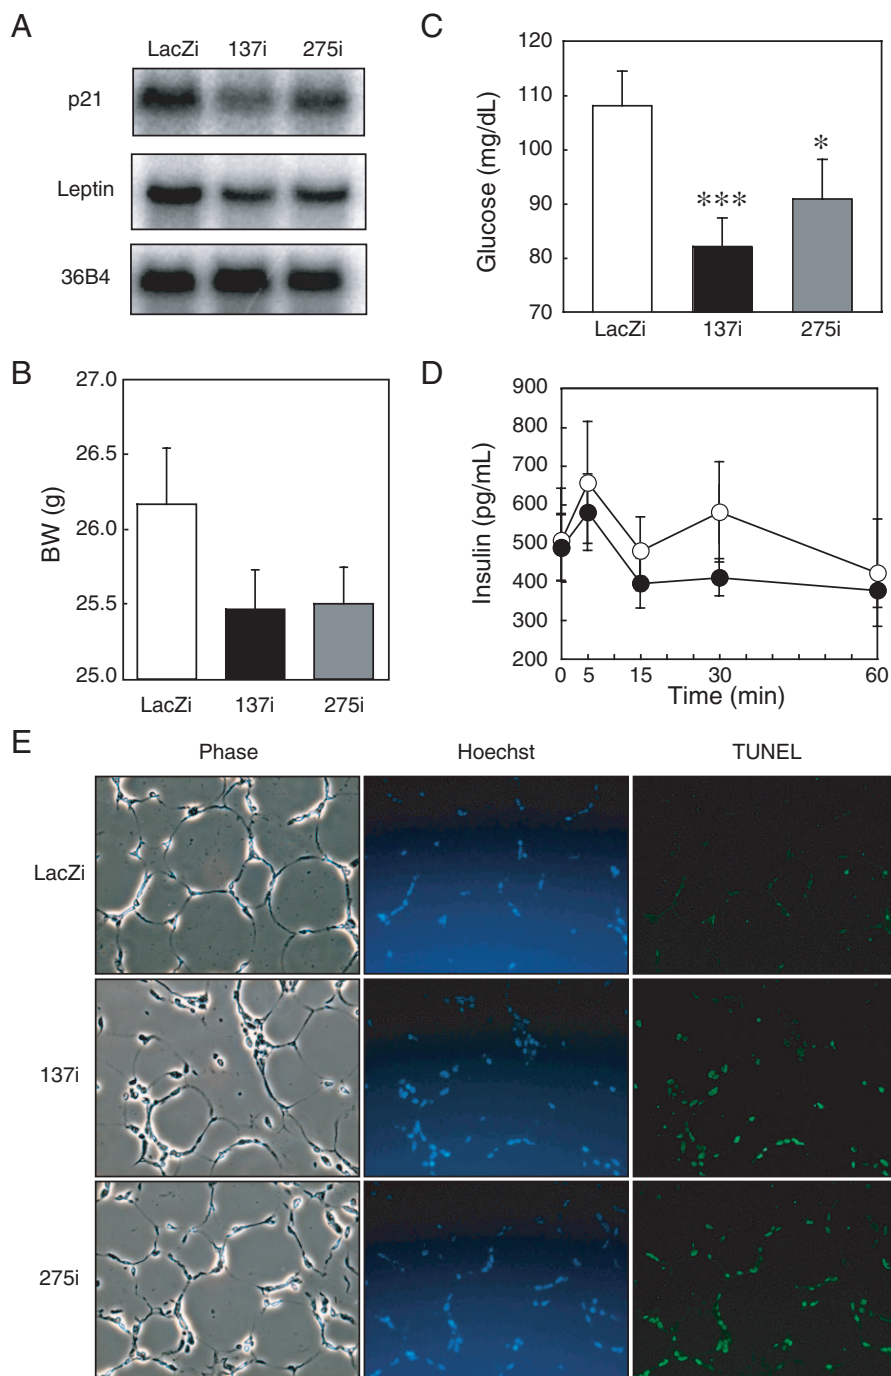 A
LacZi 137i 275i
p21
Leptin
36B4
B
27.0
26.5
26.0
25.5
25.0
BW (g)
LacZi 137i 275i
C
120
110
100
90
80
70
Glucose (mg/dL)
***
*
LacZi 137i 275i
D
900
800
700
600
500
400
300
200
Insulin (pg/mL)
0 5 15 30 60
Time (min)
E
Phase Hoechst TUNEL
LacZi
137i
275i